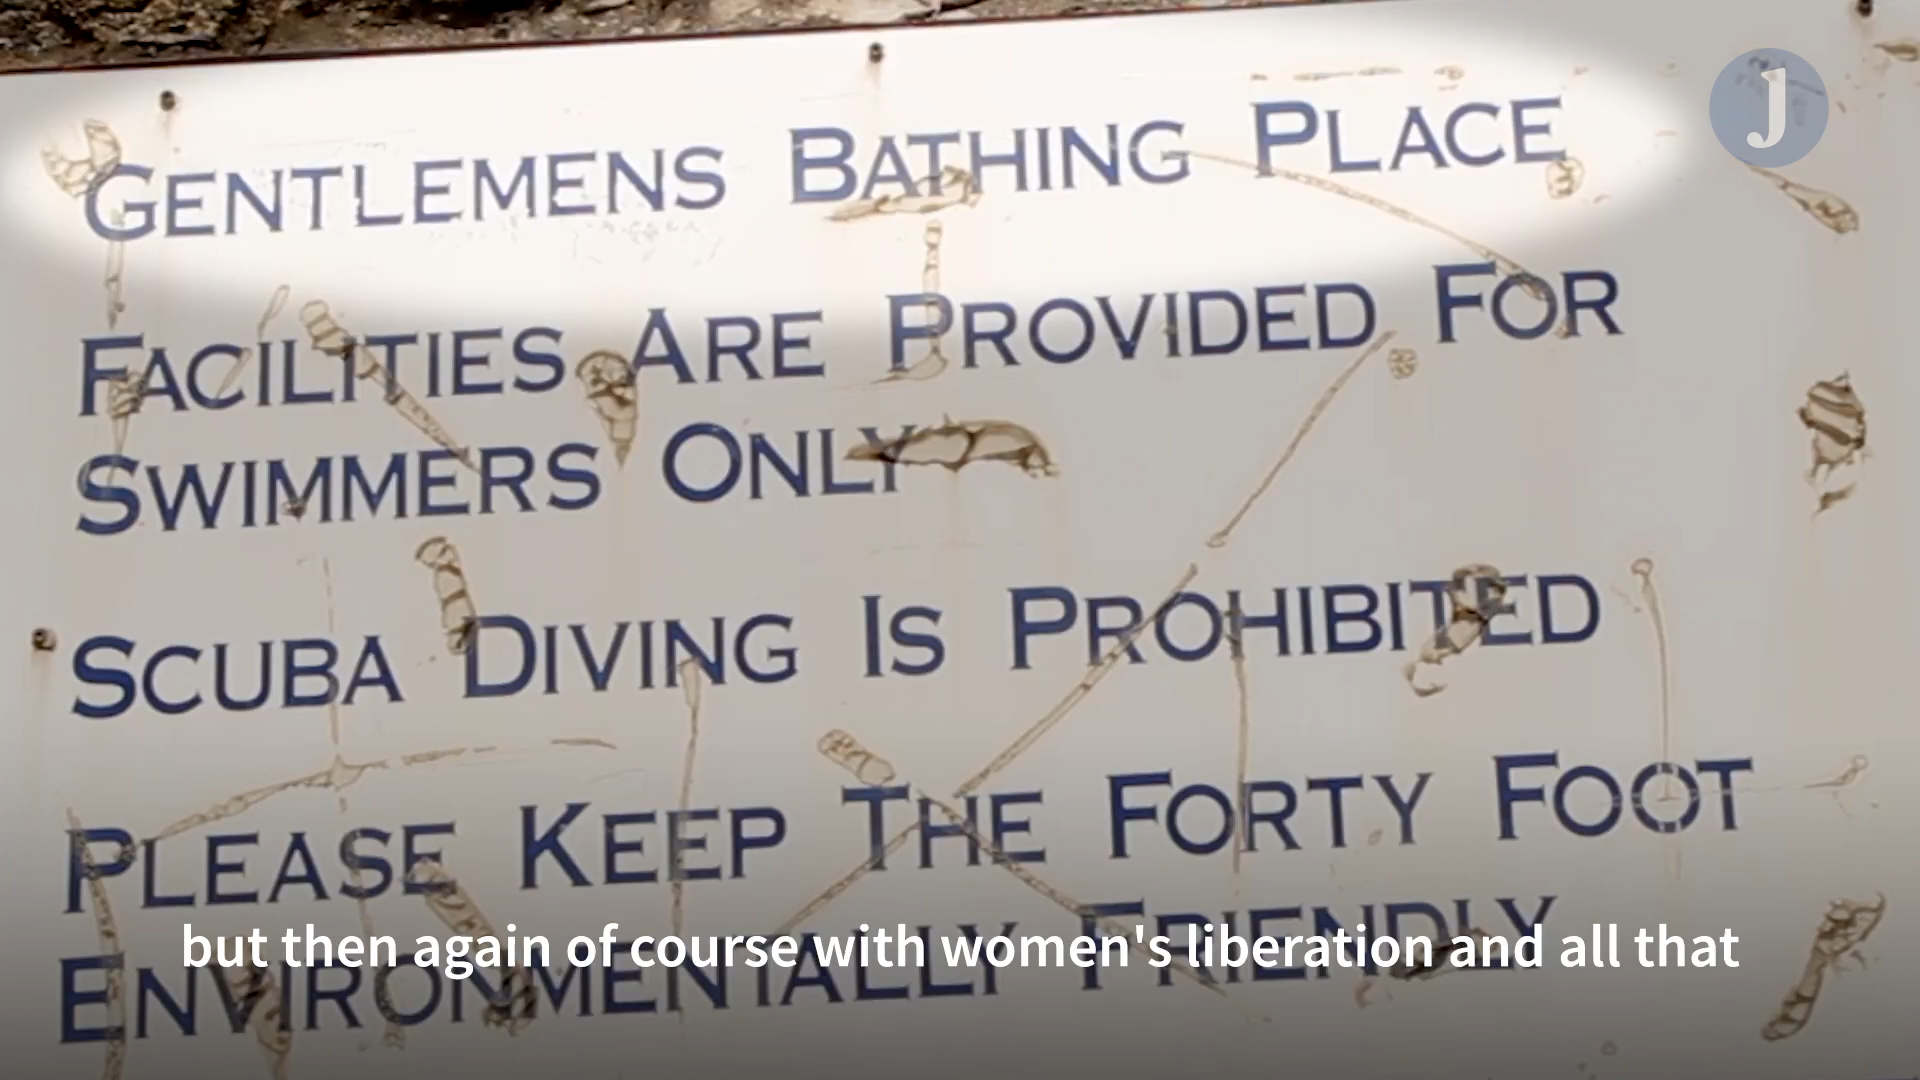 GENTLEMENS BATHING PLACE
J
FACILITIES ARE PROVIDED FOR
SWIMMERS ONLY
SCUBA DIVING IS PROHIBITED
PLEASE KEEP THE FORTY FOOT
ENVIRONMENTALLY FRIENDLY
but then again of course with women's liberation and all that